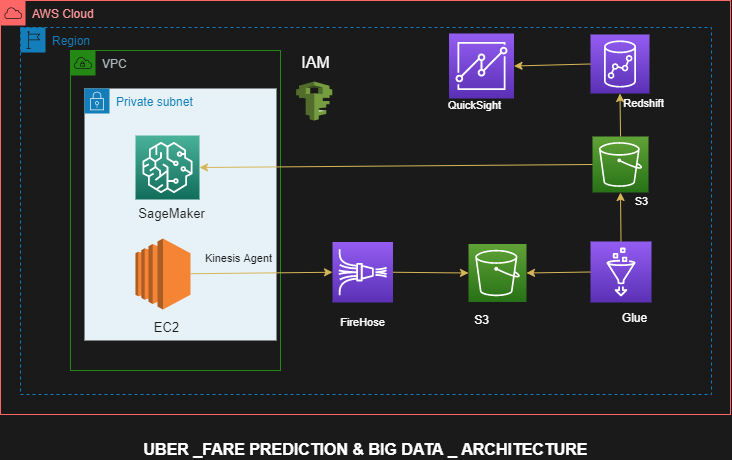 AWS Cloud
Region
VPC
IAM
Private subnet
QuickSight
Redshift
SageMaker
S3
Kinesis Agent
EC2
FireHose
S3
Glue
UBER _FARE PREDICTION & BIG DATA _ ARCHITECTURE